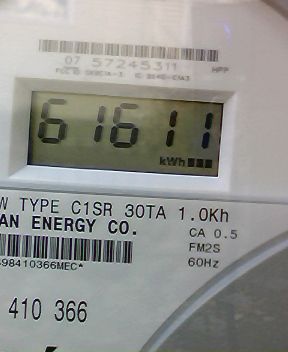 07 57245311
HPP
61611
kWh
W TYPE C1SR 30TA 1.0Kh
AN ENERGY CO.
CA 0.5
FM2S
60Hz
98410366MEC*
410 366